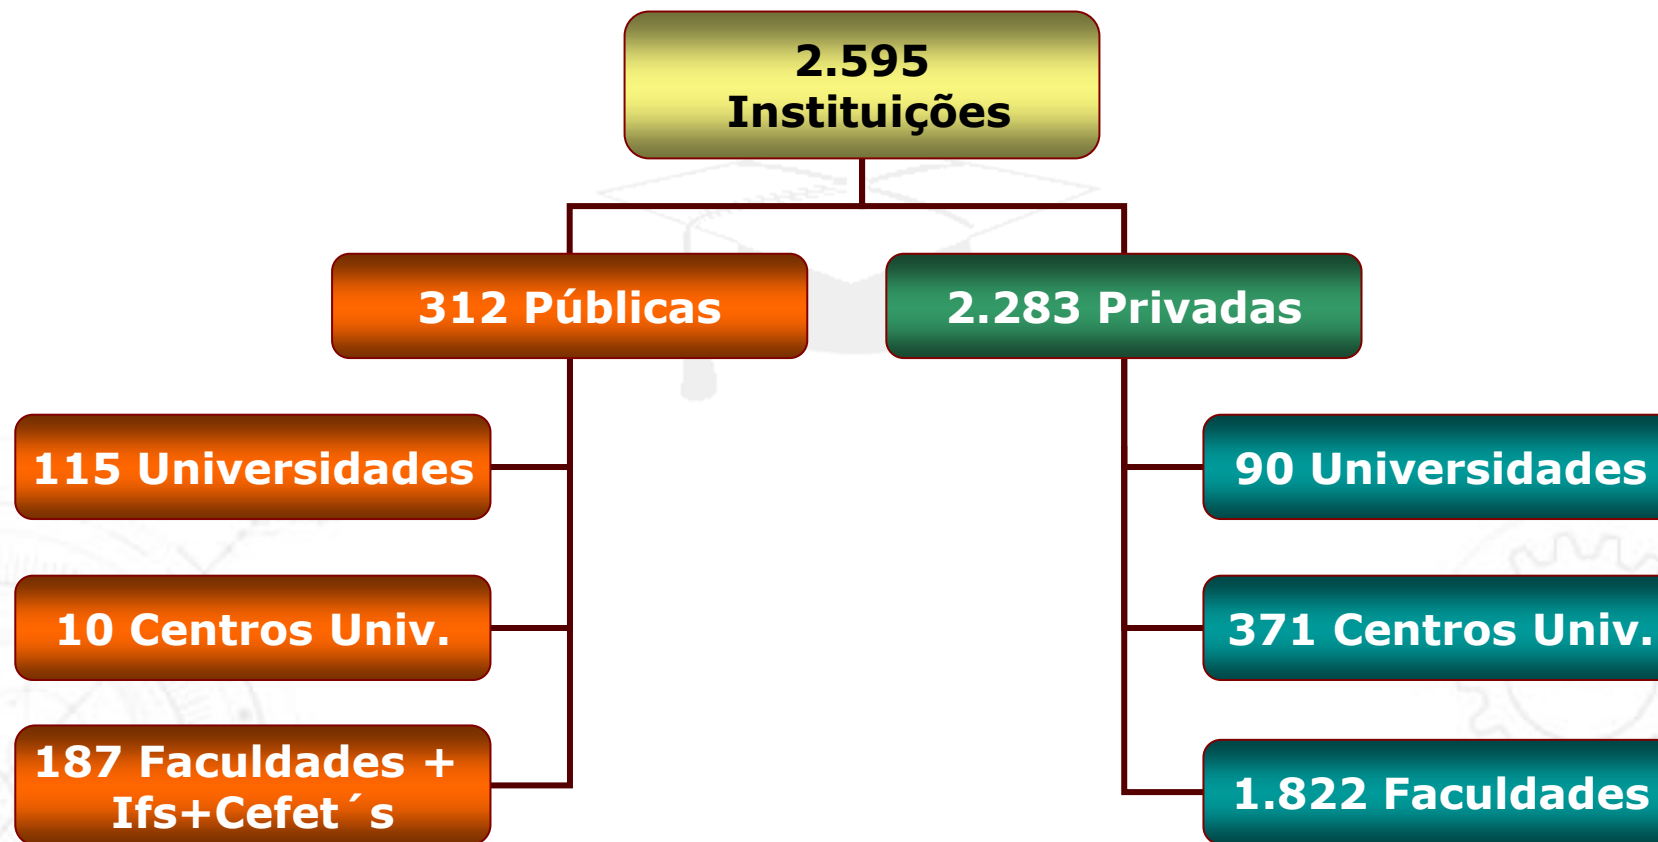 2.595
Instituições
312 Públicas
2.283 Privadas
115 Universidades
90 Universidades
10 Centros Univ.
371 Centros Univ.
187 Faculdades +
Ifs+Cefet´s
1.822 Faculdades